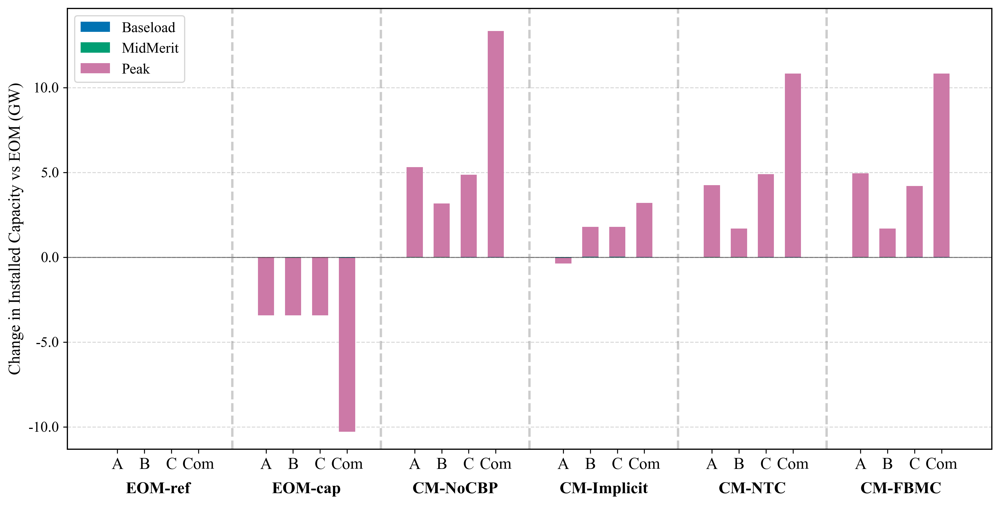 Baseload
MidMerit
Peak
Change in Installed Capacity vs EOM (GW)
10.0
5.0
0.0
-5.0
-10.0
A B C Com A B C Com A B C Com A B C Com A B C Com A B C Com
EOM-ref EOM-cap CM-NoCBP CM-Implicit CM-NTC CM-FBMC